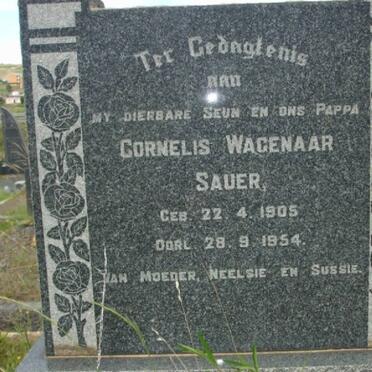 Ter Gedagtenis
aan
My Dierbare Seun en ons Pappa
Cornelis Wagenaar
Sauer,
Geb. 22. 4. 1905
Oorl. 28. 9. 1954.
van Moeder, Neelsie en Sussie.